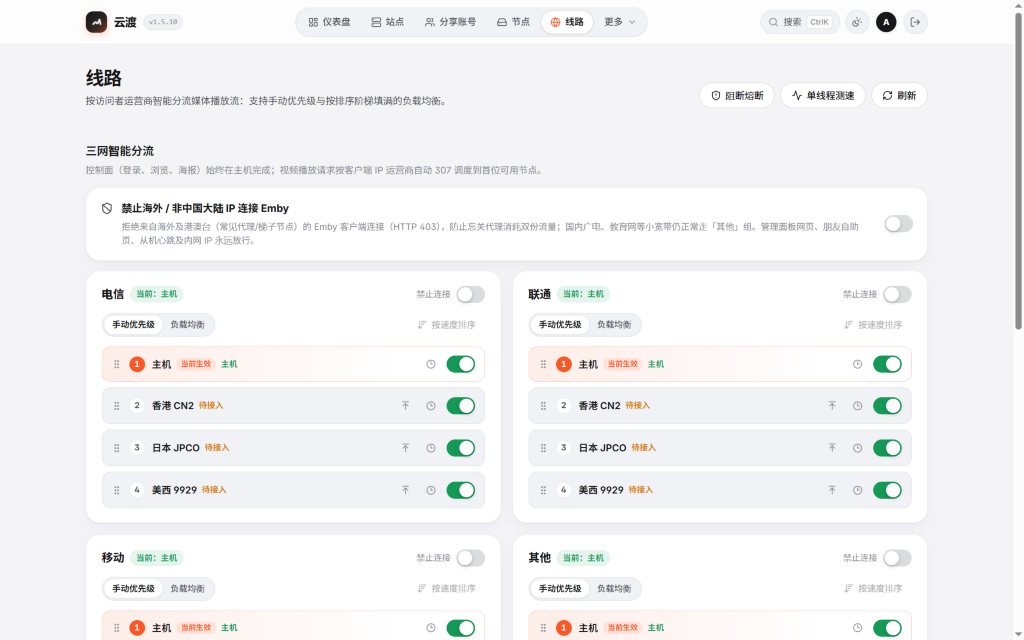 云渡 v1.5.10 仪表盘 站点 分享账号 节点 线路 更多 搜索 CtrlK A
线路
按访问者运营商智能分流媒体播放流：支持手动优先级与按排序阶梯填满的负载均衡。
阻断熔断 单线程测速 刷新
三网智能分流
控制面（登录、浏览、海报）始终在主机完成；视频播放请求按客户端 IP 运营商自动 307 调度到首位可用节点。
禁止海外 / 非中国大陆 IP 连接 Emby
拒绝来自海外及港澳台（常见代理/梯子节点）的 Emby 客户端连接（HTTP 403），防止忘关代理消耗双份流量；国内广电、教育网等小宽带仍正常走「其他」组。管理面板网页、朋友自助
页、从机心跳及内网 IP 永远放行。
电信 当前：主机 禁止连接
手动优先级 负载均衡 按速度排序
1 主机 当前生效 主机
2 香港 CN2 待接入
3 日本 JPCO 待接入
4 美西 9929 待接入
联通 当前：主机 禁止连接
手动优先级 负载均衡 按速度排序
1 主机 当前生效 主机
2 香港 CN2 待接入
3 日本 JPCO 待接入
4 美西 9929 待接入
移动 当前：主机 禁止连接
手动优先级 负载均衡 按速度排序
1 主机 当前生效 主机
其他 当前：主机 禁止连接
手动优先级 负载均衡 按速度排序
1 主机 当前生效 主机